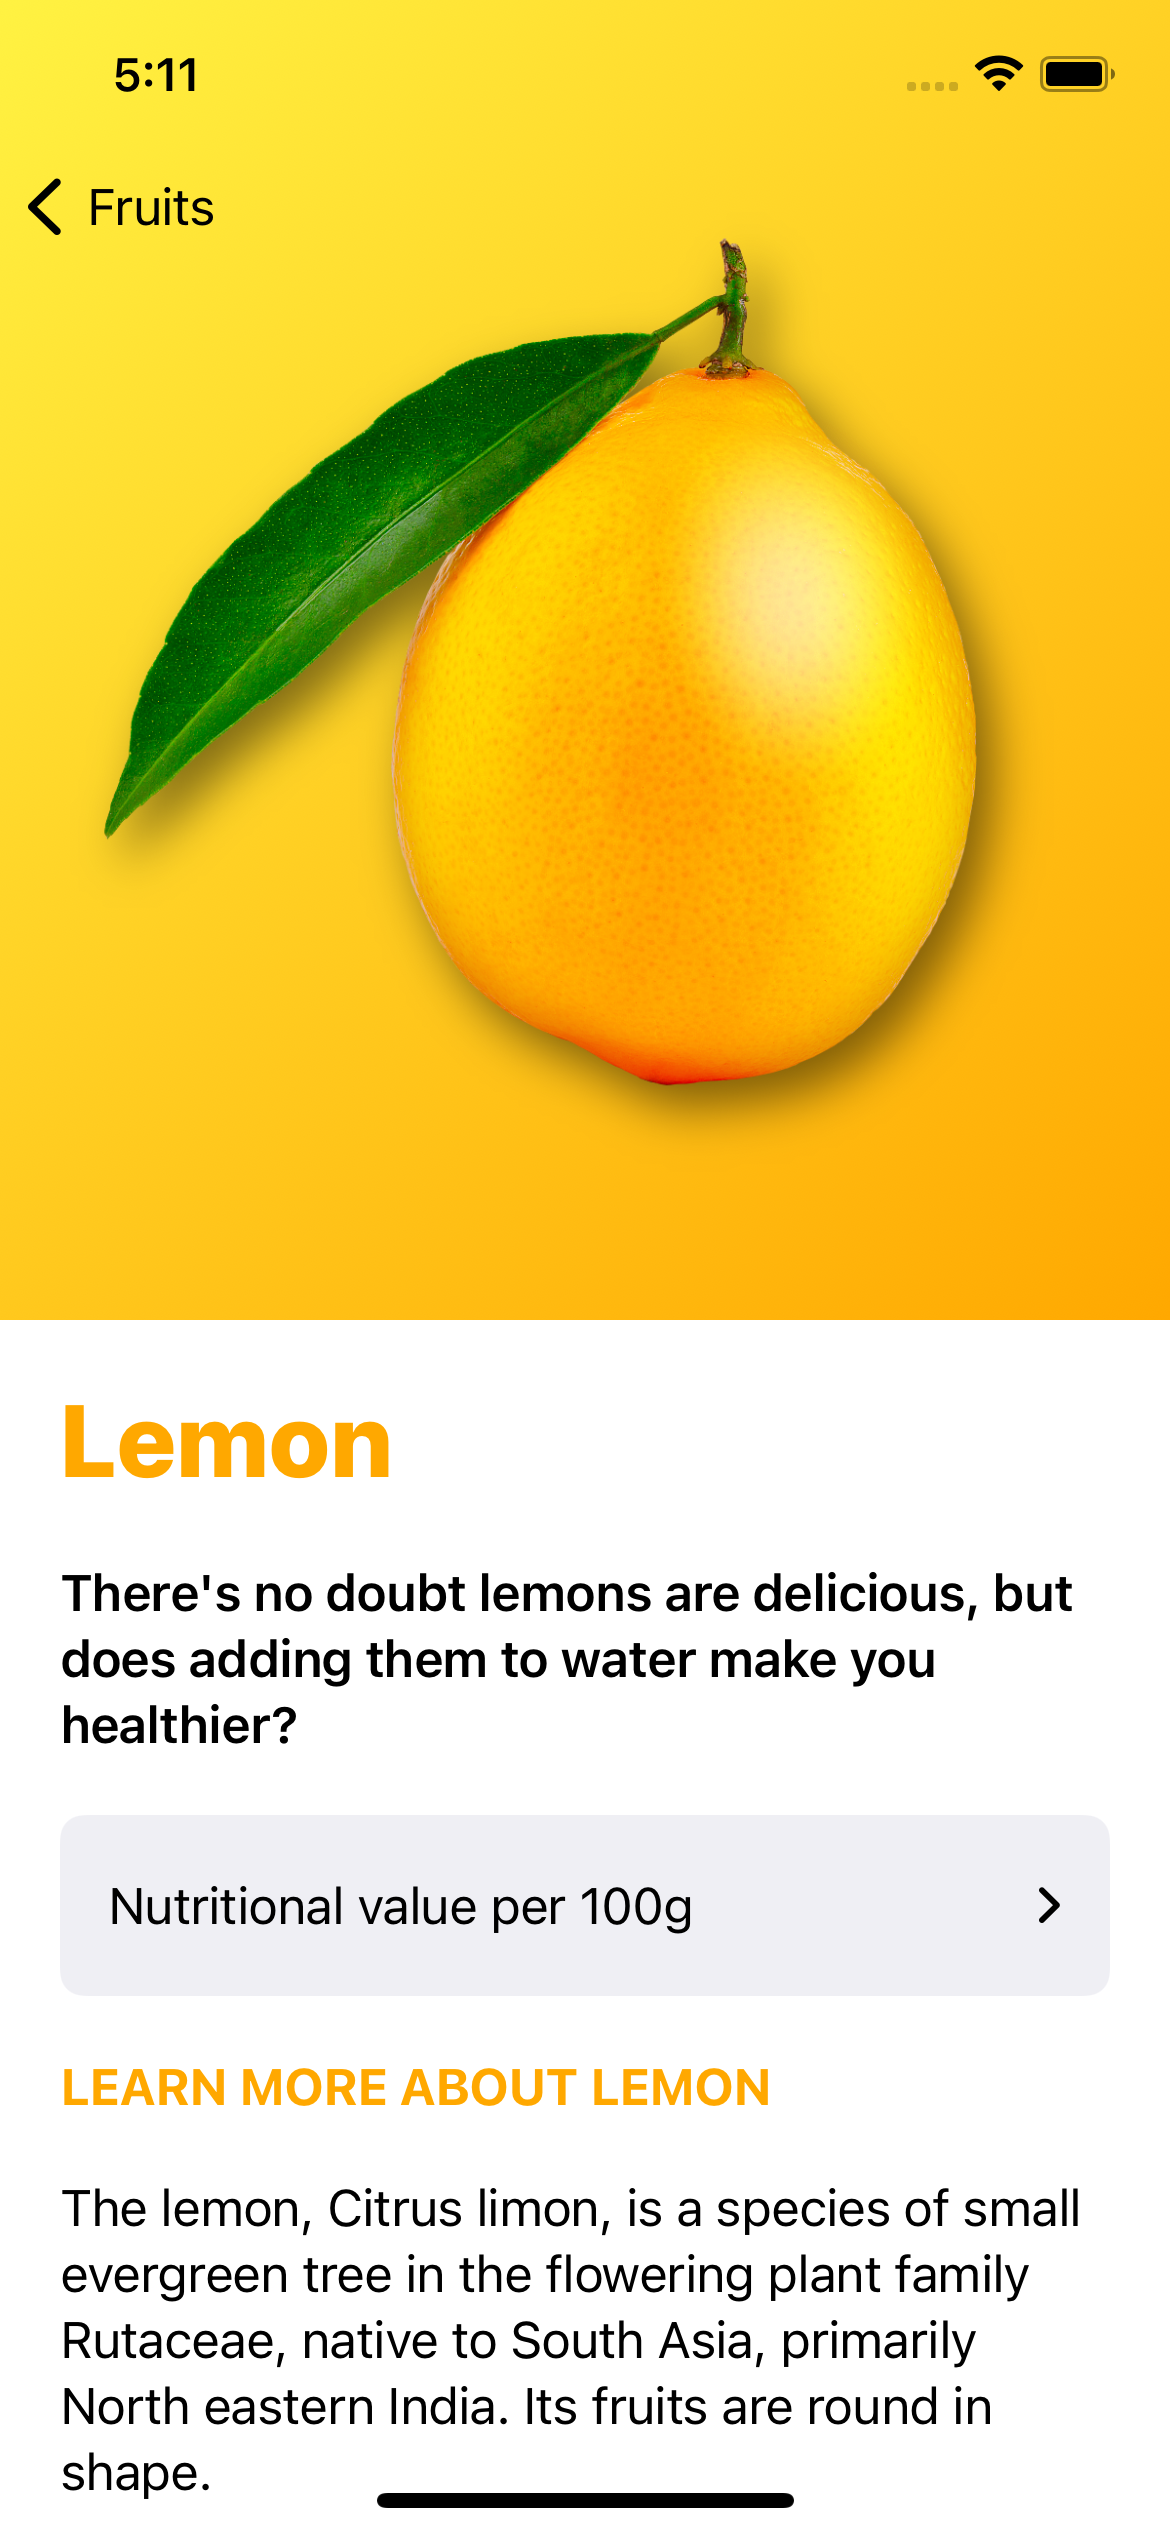 5:11
Fruits
Lemon
There's no doubt lemons are delicious, but
does adding them to water make you
healthier?
Nutritional value per 100g
LEARN MORE ABOUT LEMON
The lemon, Citrus limon, is a species of small
evergreen tree in the flowering plant family
Rutaceae, native to South Asia, primarily
North eastern India. Its fruits are round in
shape.